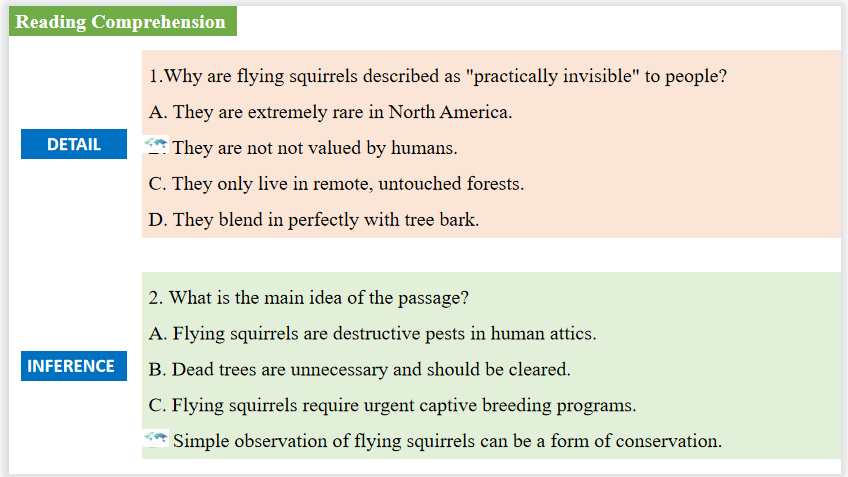 Reading Comprehension
1.Why are flying squirrels described as "practically invisible" to people?
A. They are extremely rare in North America.
DETAIL
They are not not valued by humans.
C. They only live in remote, untouched forests.
D. They blend in perfectly with tree bark.
2. What is the main idea of the passage?
A. Flying squirrels are destructive pests in human attics.
INFERENCE
B. Dead trees are unnecessary and should be cleared.
C. Flying squirrels require urgent captive breeding programs.
Simple observation of flying squirrels can be a form of conservation.